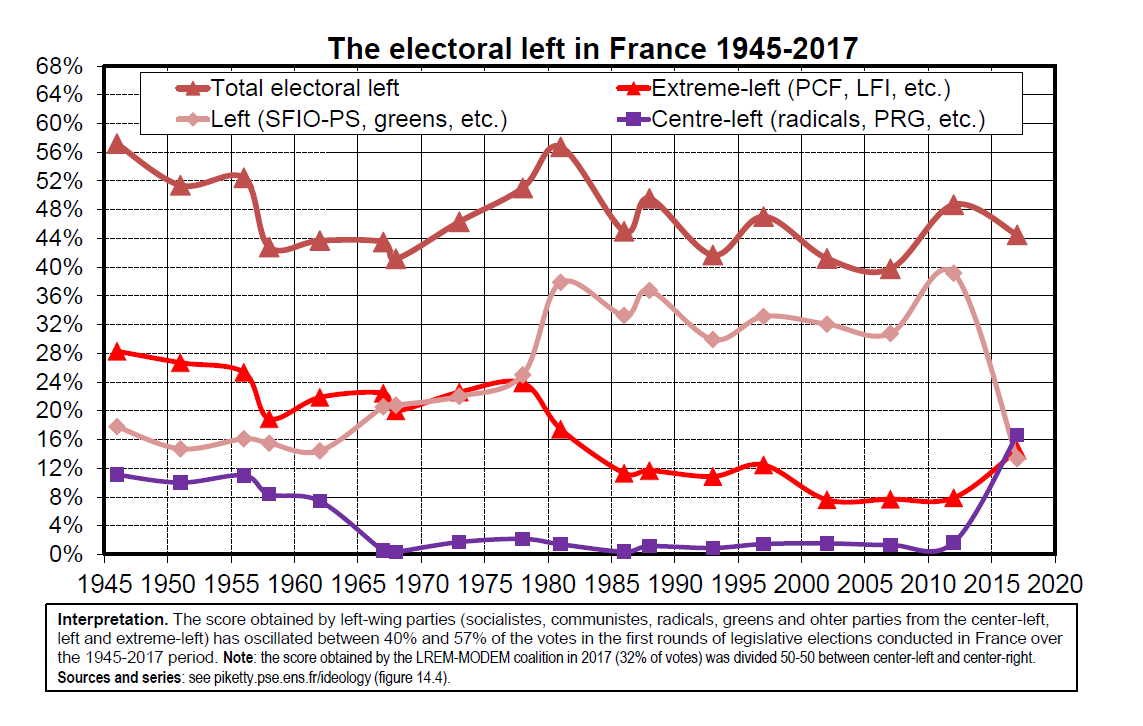 The electoral left in France 1945-2017
68%
64%
60%
56%
52%
48%
44%
40%
36%
32%
28%
24%
20%
16%
12%
8%
4%
0%
Total electoral left
Extreme-left (PCF, LFI, etc.)
Left (SFIO-PS, greens, etc.)
Centre-left (radicals, PRG, etc.)
1945 1950 1955 1960 1965 1970 1975 1980 1985 1990 1995 2000 2005 2010 2015 2020
Interpretation. The score obtained by left-wing parties (socialistes, communistes, radicals, greens and ohter parties from the center-left,
left and extreme-left) has oscillated between 40% and 57% of the votes in the first rounds of legislative elections conducted in France over
the 1945-2017 period. Note: the score obtained by the LREM-MODEM coalition in 2017 (32% of votes) was divided 50-50 between center-left and center-right.
Sources and series: see piketty.pse.ens.fr/ideology (figure 14.4).